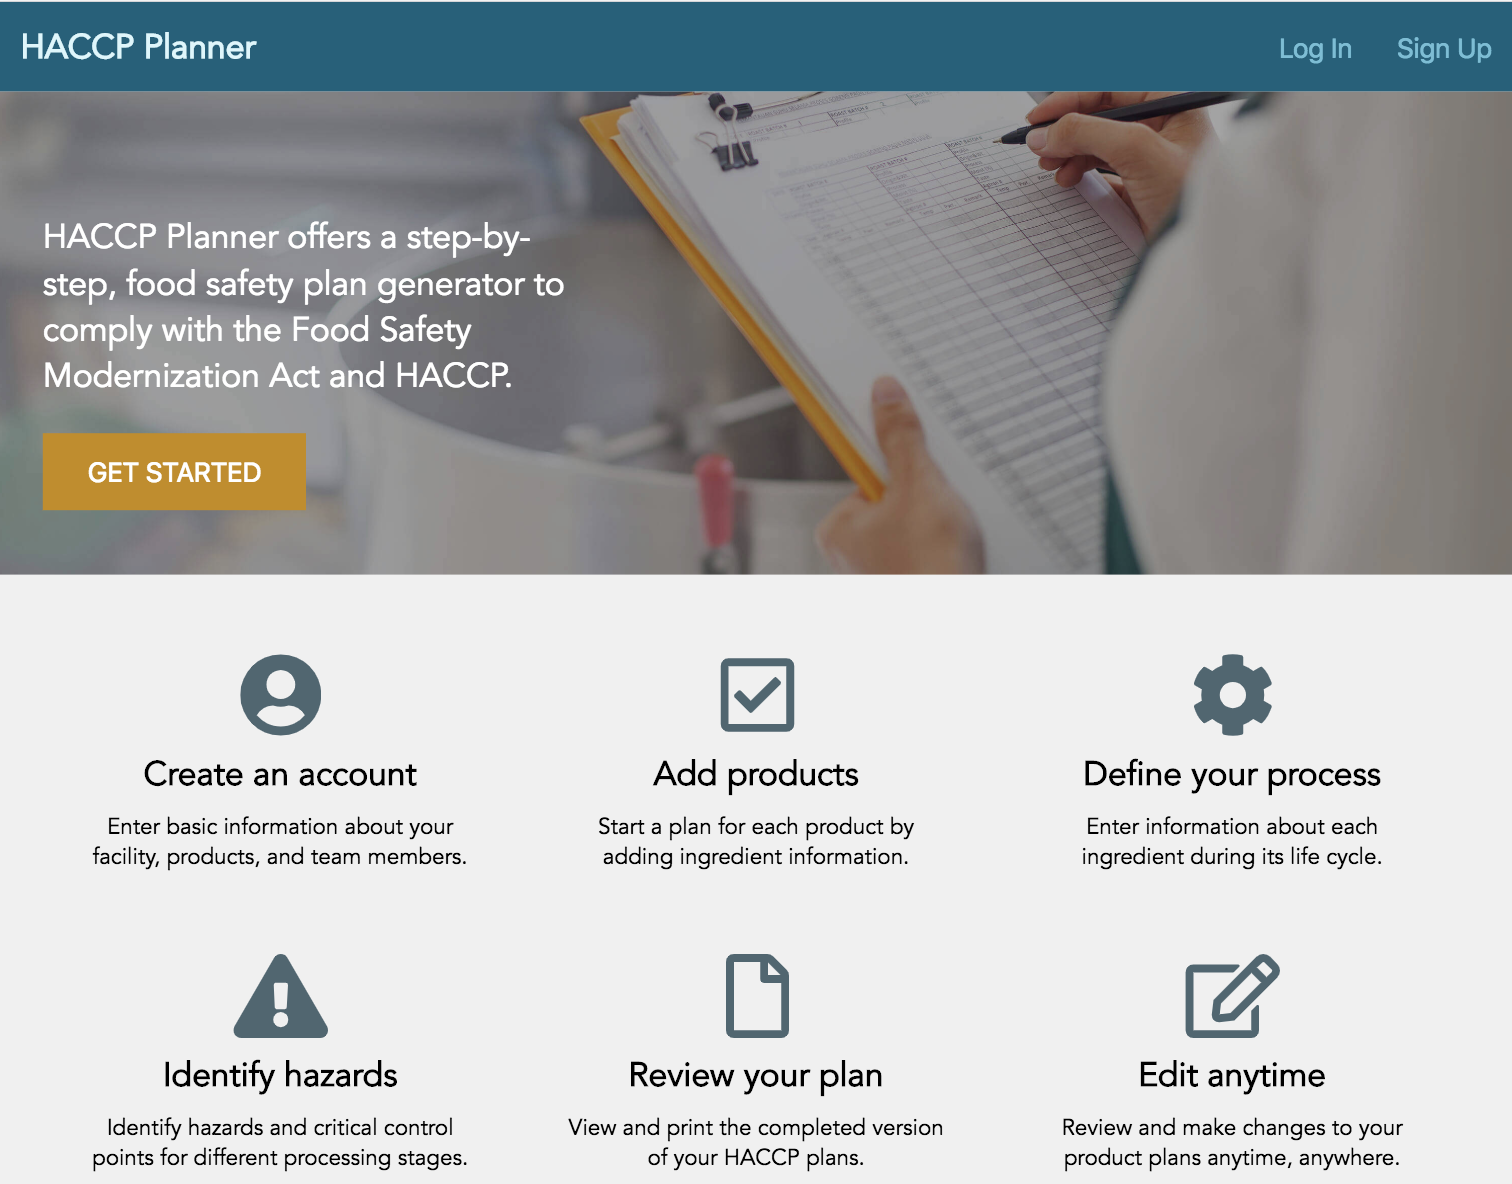 HACCP Planner
Log In
Sign Up
HACCP Planner offers a step-by-
step, food safety plan generator to
comply with the Food Safety
Modernization Act and HACCP.
GET STARTED
Create an account
Enter basic information about your
facility, products, and team members.
Add products
Start a plan for each product by
adding ingredient information.
Define your process
Enter information about each
ingredient during its life cycle.
Identify hazards
Identify hazards and critical control
points for different processing stages.
Review your plan
View and print the completed version
of your HACCP plans.
Edit anytime
Review and make changes to your
product plans anytime, anywhere.